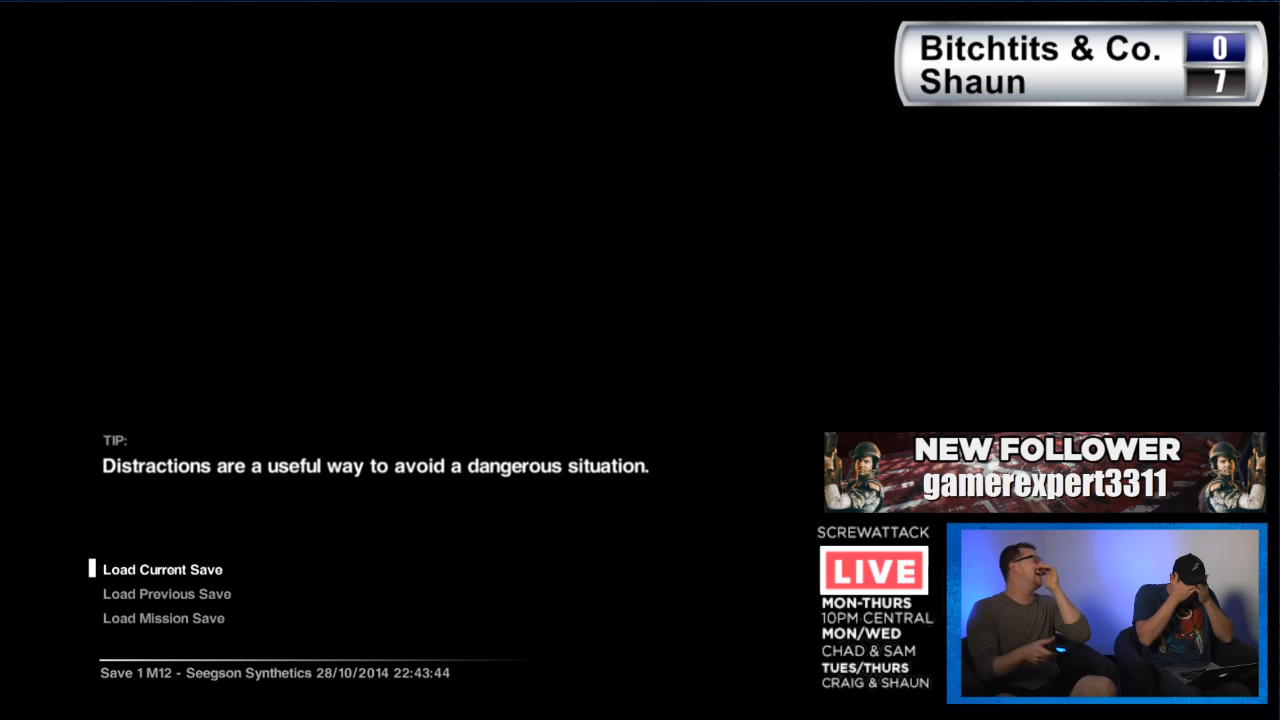 Bitchtits & Co. 0
Shaun 7
TIP:
Distractions are a useful way to avoid a dangerous situation.
Load Current Save
Load Previous Save
Load Mission Save
Save 1 M12 - Seegson Synthetics 28/10/2014 22:43:44
NEW FOLLOWER
gamerexpert3311
SCREWATTACK
LIVE
MON-THURS
10PM CENTRAL
MON/WED
CHAD & SAM
TUES/THURS
CRAIG & SHAUN